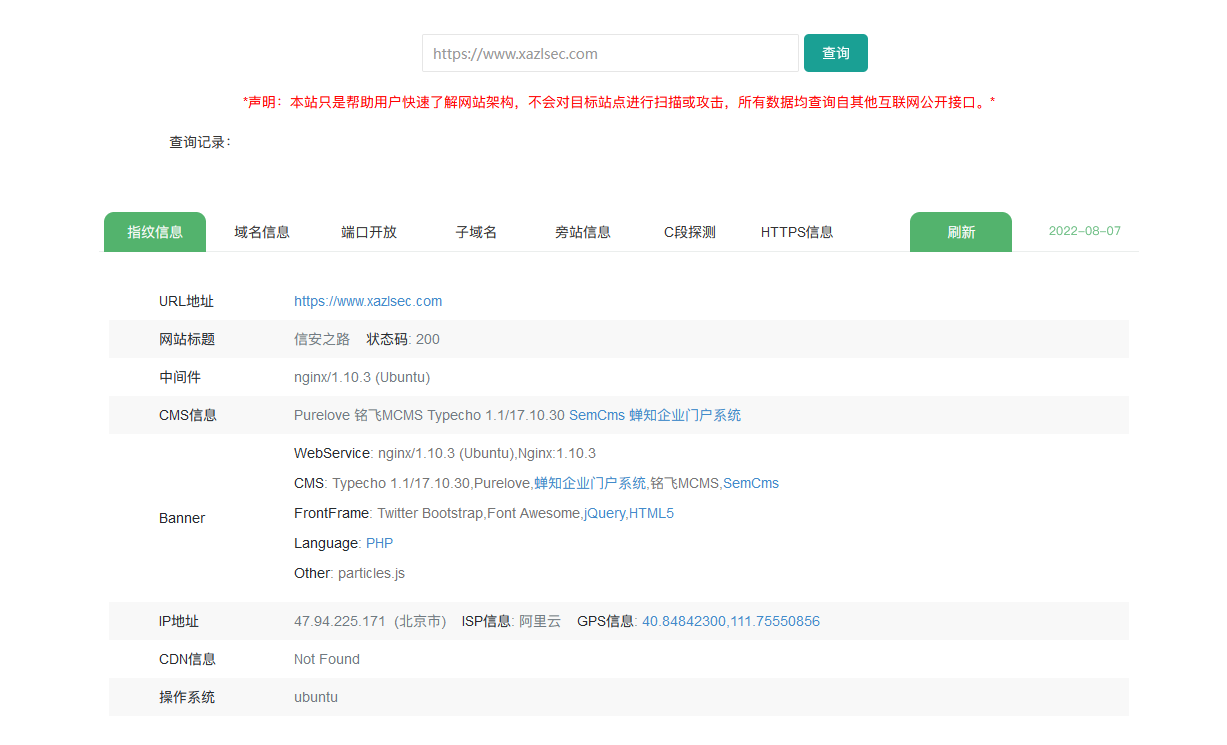 https://www.xazlsec.com 查询
*声明：本站只是帮助用户快速了解网站架构，不会对目标站点进行扫描或攻击，所有数据均查询自其他互联网公开接口。*
查询记录：
指纹信息 域名信息 端口开放 子域名 旁站信息 C段探测 HTTPS信息 刷新 2022-08-07
URL地址 https://www.xazlsec.com
网站标题 信安之路 状态码: 200
中间件 nginx/1.10.3 (Ubuntu)
CMS信息 Purelove 铭飞MCMS Typecho 1.1/17.10.30 SemCms 蝉知企业门户系统
WebService: nginx/1.10.3 (Ubuntu),Nginx:1.10.3
CMS: Typecho 1.1/17.10.30,Purelove,蝉知企业门户系统,铭飞MCMS,SemCms
Banner FrontFrame: Twitter Bootstrap,Font Awesome,jQuery,HTML5
Language: PHP
Other: particles.js
IP地址 47.94.225.171 (北京市) ISP信息: 阿里云 GPS信息: 40.84842300,111.75550856
CDN信息 Not Found
操作系统 ubuntu